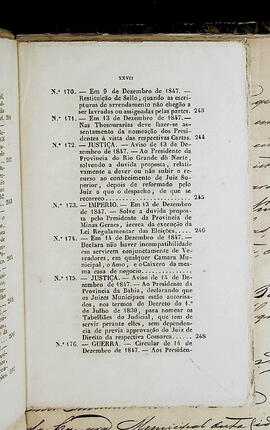 XXVII
N.º 170. — Em 9 de Dezembro de 1847. —
Restituição de Sello, quando as escri-
pturas de arrendamento não chegão a
ser lavradas ou assignadas pelas partes. 243
N.º 171. — Em 13 de Dezembro de 1847. —
Nas Thesourarias deve fazer-se as-
sentamento da nomeação dos Presi-
dentes á vista das respectivas Cartas. 244
N.º 172. — JUSTIÇA. — Aviso de 13 de De-
zembro de 1847. — Ao Presidente da
Provincia do Rio Grande do Norte,
solvendo a duvida proposta, relati-
vamente a dever ou não subir o re-
curso ao conhecimento do Juiz Su-
perior, depois de reformado pelo
Juiz a quo o despacho, de que se
recorreo 245
N.º 173. — IMPERIO. — Em 13 de Dezembro
de 1847. — Solve a duvida propos-
ta pelo Presidente da Provincia de
Minas Geraes, ácerca da execução da
Lei Regulamentar das Eleições. 246
N.º 174. — Em 14 de Dezembro de 1847. —
Declara não haver incompatibilidade
em servirem conjunctamente de Ve-
readores, em qualquer Camara Mu-
nicipal, o Amo, e o Caixero da mes-
ma casa de negocio
N.º 175. — JUSTIÇA. — Aviso de 14 de De-
zembro de 1847. — Ao Presidente da
Provincia da Bahia, declarando que
os Juizes Municipaes estão autorisa-
dos, nos termos do Decreto do 1.º
de Julho de 1830, para nomear os
Tabelliães do Judicial, que tem de
servir perante elles, sem dependen-
cia de previa approvação do Juiz de
Direito da respectiva Comarca 248
N.º 176. — GUERRA. — Circular de 14 de
Dezembro de 1847. — Aos Presiden-